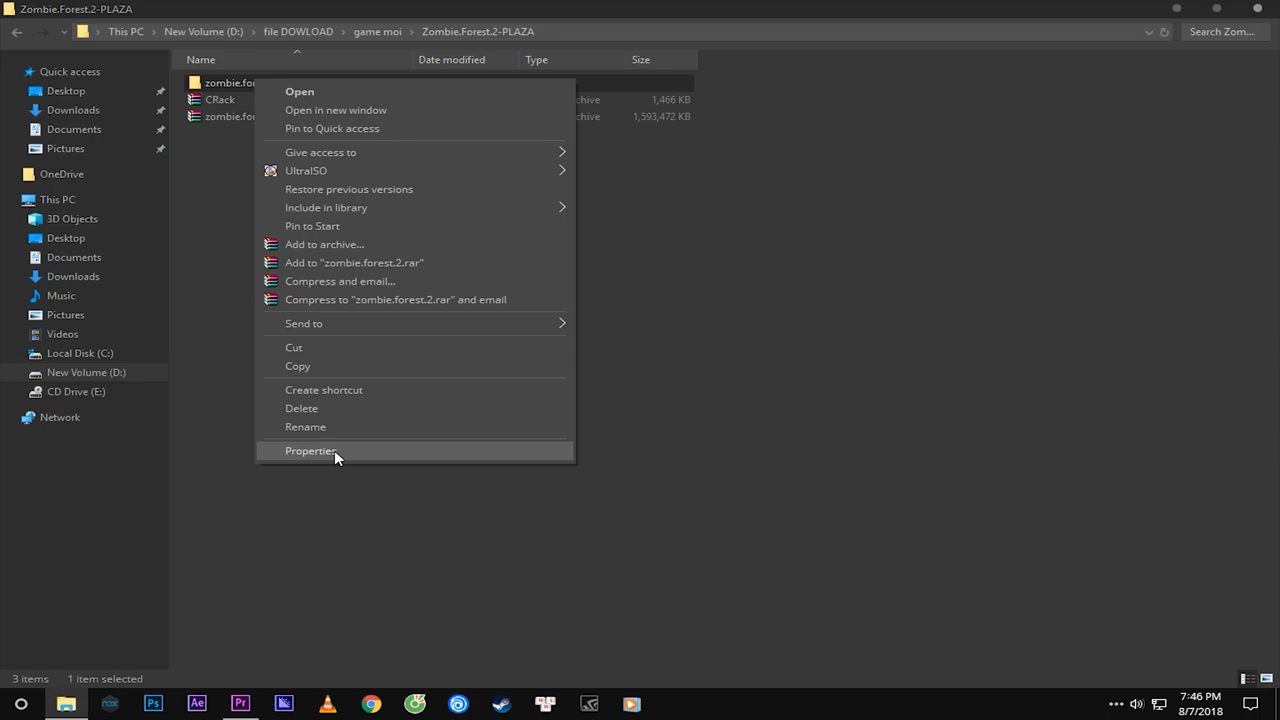 Zombie.Forest.2-PLAZA
This PC > New Volume (D:) > file DOWLOAD > game moi > Zombie.Forest.2-PLAZA
Search Zom...
Name Date modified Type Size
Quick access
Desktop
Downloads
Documents
Pictures
OneDrive
This PC
3D Objects
Desktop
Documents
Downloads
Music
Pictures
Videos
Local Disk (C:)
New Volume (D:)
CD Drive (E:)
Network
zombie.for
CRack chive 1,466 KB
zombie.for chive 1,593,472 KB
Open
Open in new window
Pin to Quick access
Give access to
UltraISO
Restore previous versions
Include in library
Pin to Start
Add to archive...
Add to "zombie.forest.2.rar"
Compress and email...
Compress to "zombie.forest.2.rar" and email
Send to
Cut
Copy
Create shortcut
Delete
Rename
Properties
3 items 1 item selected
Ps
Ae
Pr
7:46 PM
8/7/2018